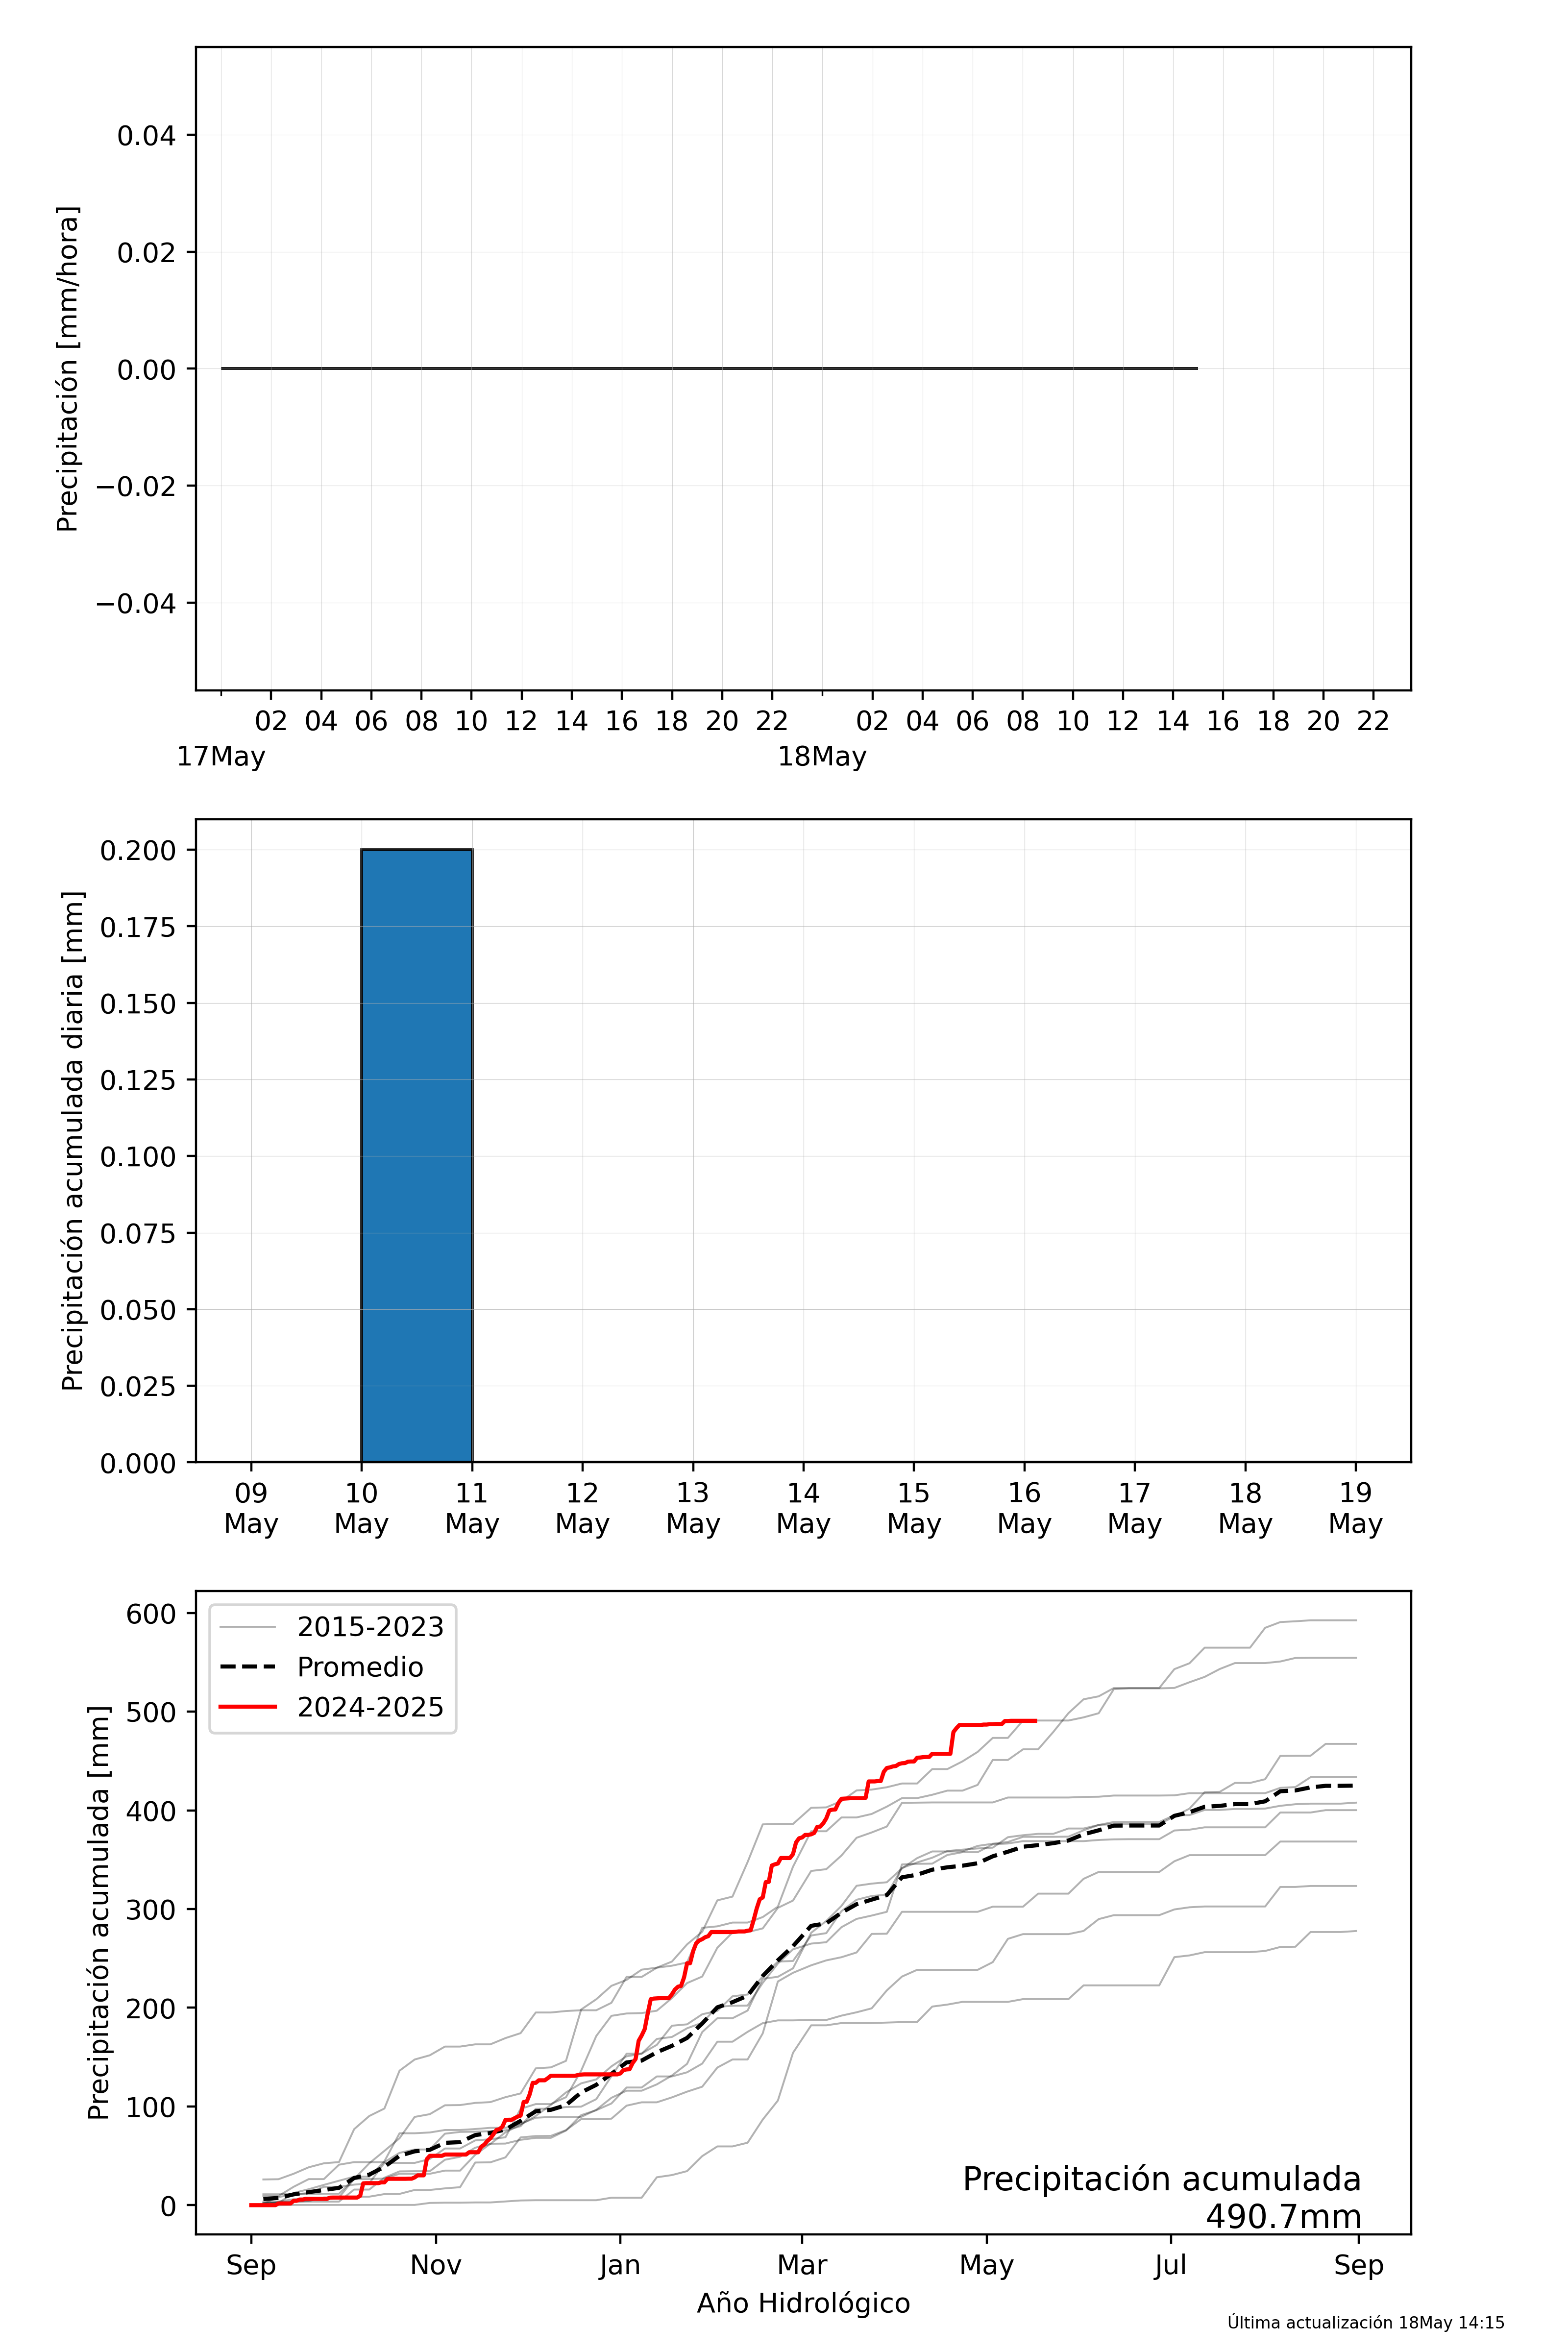 Precipitación [mm/hora]
0.04
0.02
0.00
−0.02
−0.04
02 04 06 08 10 12 14 16 18 20 22 02 04 06 08 10 12 14 16 18 20 22
17May 18May
Precipitación acumulada diaria [mm]
0.200
0.175
0.150
0.125
0.100
0.075
0.050
0.025
0.000
09 10 11 12 13 14 15 16 17 18 19
May May May May May May May May May May May
Precipitación acumulada [mm]
600
500
400
300
200
100
0
2015-2023
Promedio
2024-2025
Precipitación acumulada
490.7mm
Sep Nov Jan Mar May Jul Sep
Año Hidrológico
Última actualización 18May 14:15